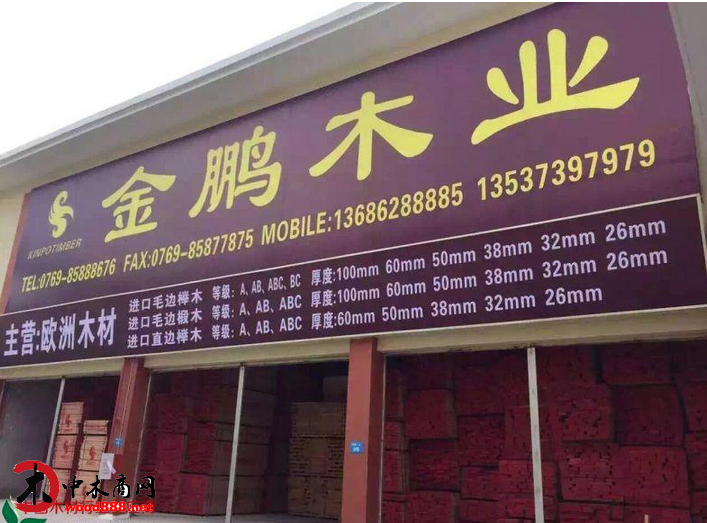 金鹏木业
KINPOTIMBER
TEL:0769-85888676 FAX:0769-85877875 MOBILE:13686288885 13537397979
主营:欧洲木材
进口毛边榉木 等级: A、AB、ABC、BC 厚度:100mm 60mm 50mm 38mm 32mm 26mm
进口毛边椴木 等级: A、AB、ABC 厚度:100mm 60mm 50mm 38mm 32mm 26mm
进口直边榉木 等级: A、AB、ABC 厚度:60mm 50mm 38mm 32mm 26mm
中木商网
wood888.net